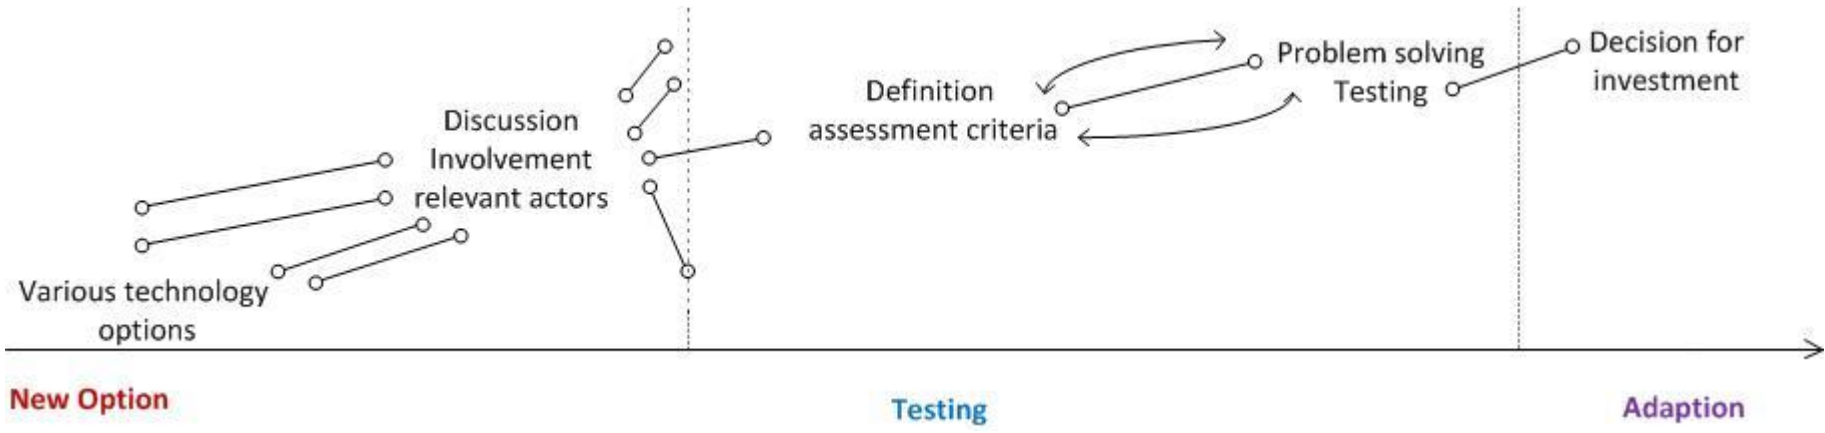 Various technology
options
Discussion
Involvement
relevant actors
Definition
assessment criteria
Problem solving
Testing
Decision for
investment
New Option
Testing
Adaption